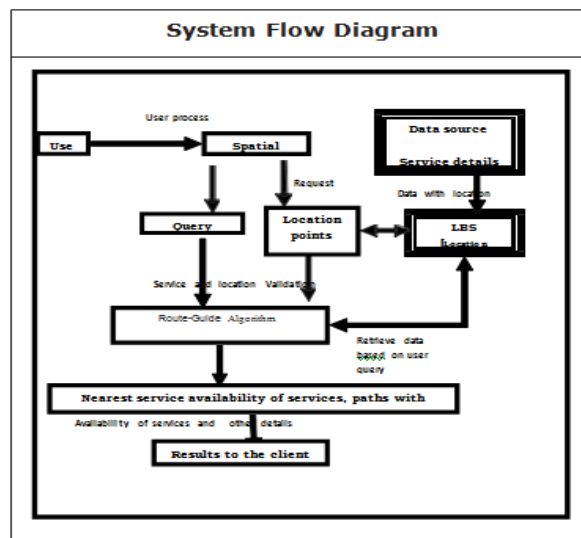 System Flow Diagram
User process
Use
Spatial
Data source
Service details
Request
Data with location
Query
Location
points
LBS
[Location
Service and location Validation
Route-Guide Algorithm
Retrieve data
based on user
query
Nearest service availability of services, paths with
Availability of services and other details
Results to the client